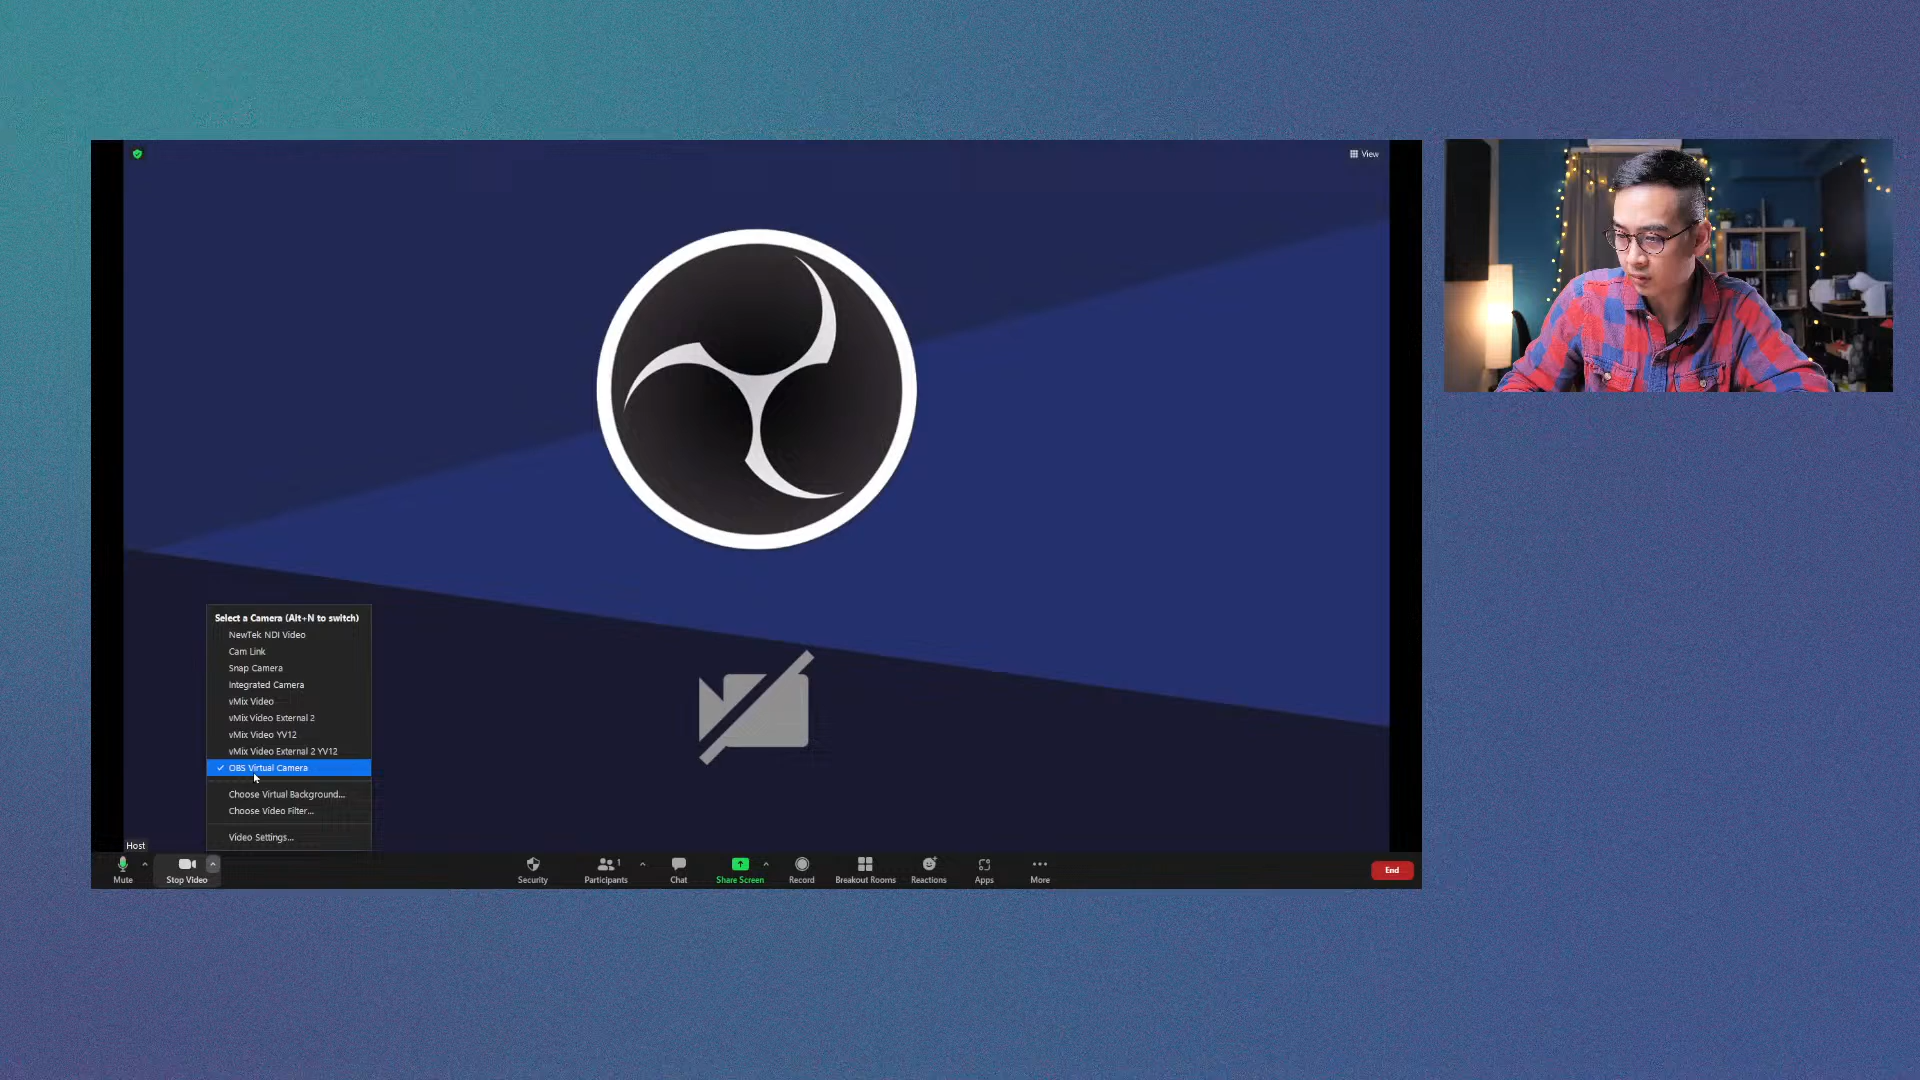 View
Select a Camera (Alt+N to switch)
NewTek NDI Video
Cam Link
Snap Camera
Integrated Camera
vMix Video
vMix Video External 2
vMix Video YV12
vMix Video External 2 YV12
OBS Virtual Camera
Choose Virtual Background...
Choose Video Filter...
Video Settings...
Host
Mute
Stop Video
Security
Participants
1
Chat
Share Screen
Record
Breakout Rooms
Reactions
Apps
More
End